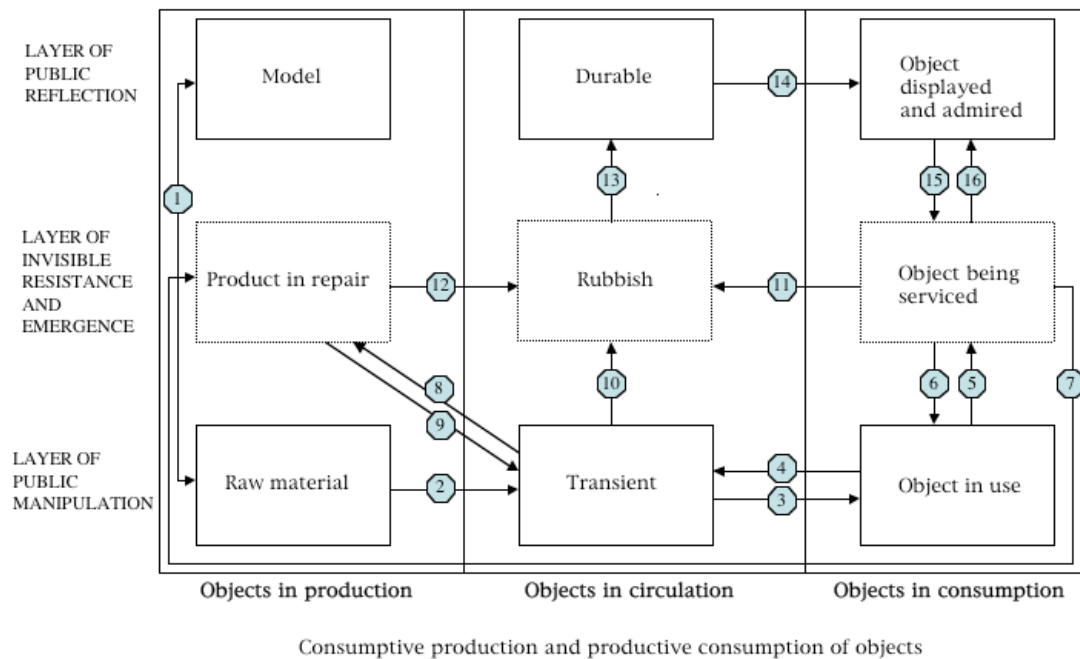 LAYER OF
PUBLIC
REFLECTION
Model
Durable
14
Object
displayed
and admired
13
15
16
1
LAYER OF
INVISIBLE
RESISTANCE
AND
EMERGENCE
Product in repair
12
Rubbish
11
Object being
serviced
8
10
6
5
7
9
LAYER OF
PUBLIC
MANIPULATION
Raw material
2
Transient
4
3
Object in use
Objects in production
Objects in circulation
Objects in consumption
Consumptive production and productive consumption of objects